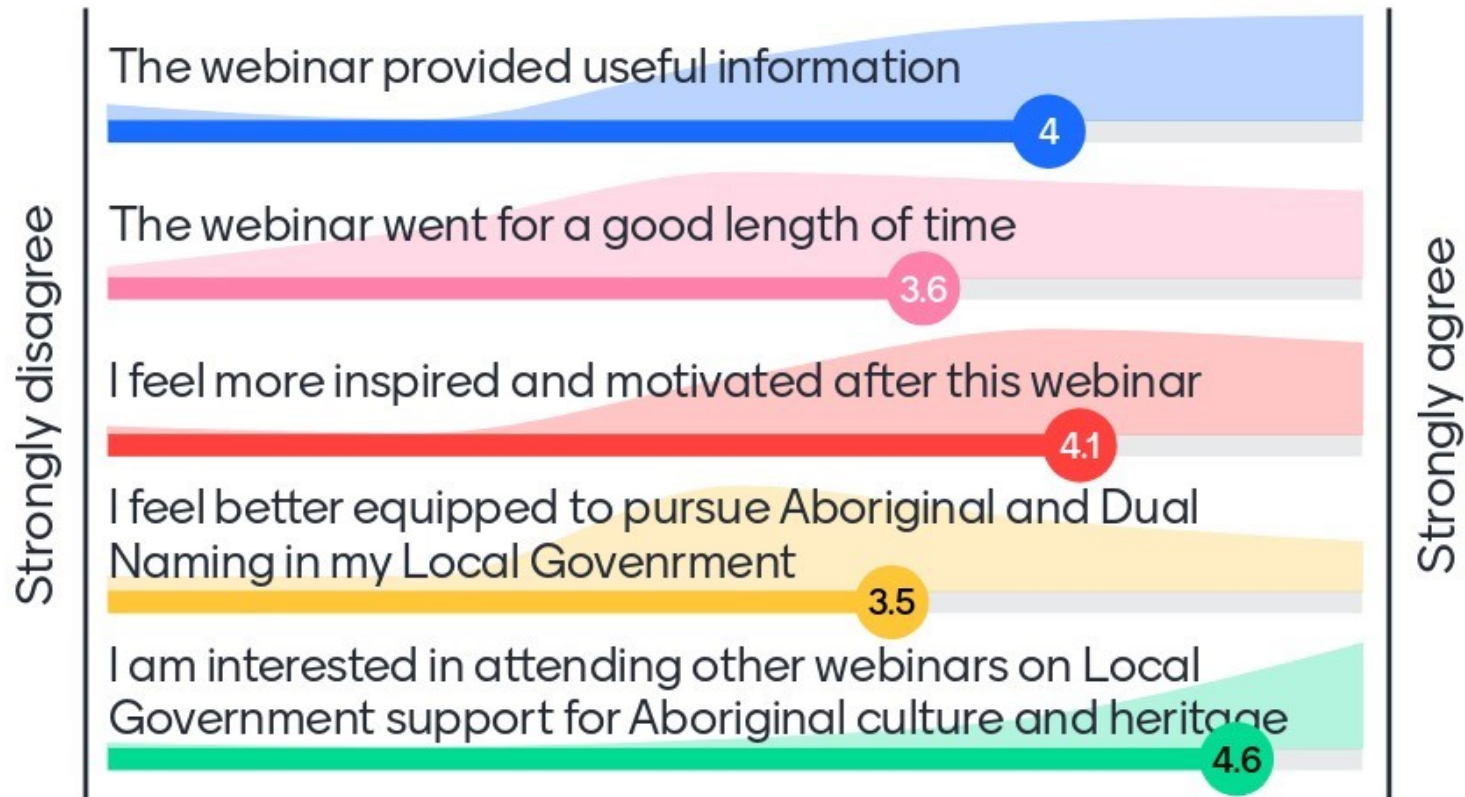 The webinar provided useful information
4
The webinar went for a good length of time
3.6
I feel more inspired and motivated after this webinar
4.1
I feel better equipped to pursue Aboriginal and Dual
Naming in my Local Govenrment
3.5
I am interested in attending other webinars on Local
Government support for Aboriginal culture and heritage
4.6
Strongly disagree
Strongly agree